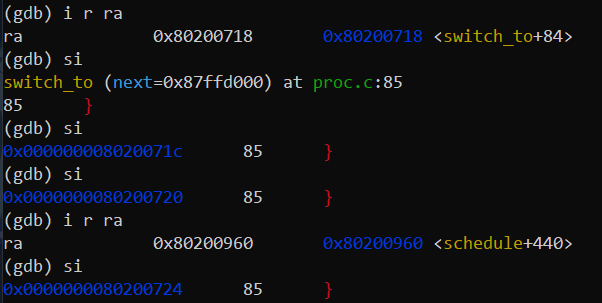 (gdb) i r ra
ra             0x80200718       0x80200718 <switch_to+84>
(gdb) si
switch_to (next=0x87ffd000) at proc.c:85
85      }
(gdb) si
0x000000008020071c      85      }
(gdb) si
0x0000000080200720      85      }
(gdb) i r ra
ra             0x80200960       0x80200960 <schedule+440>
(gdb) si
0x0000000080200724      85      }